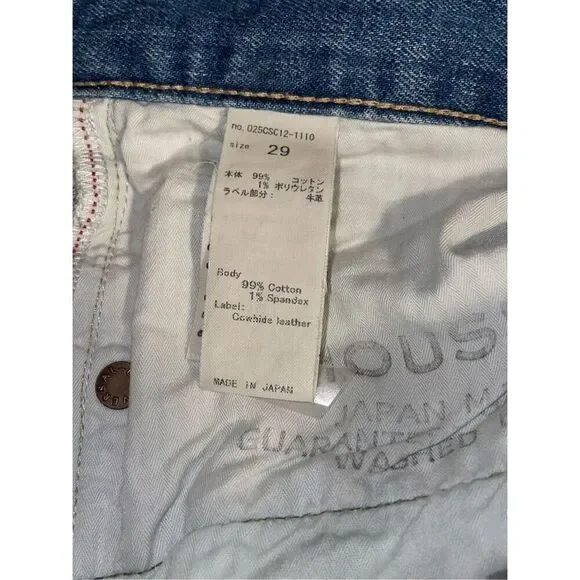 no. 025CSC12-1110
size 29
本体 99% コットン
1% ポリウレタン
ラベル部分: 牛革
Body
99% Cotton
1% Spandex
Label:
Cowhide leather
MADE IN JAPAN
OUS
JAPAN M
GUARANTE
WASHED